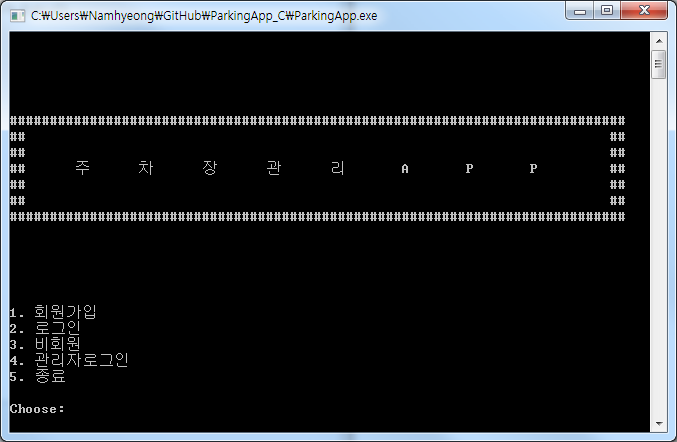 C:₩Users₩Namhyeong₩GitHub₩ParkingApp_C₩ParkingApp.exe
#############################################################################
##                                                                         ##
##                                                                         ##
##      주      차      장      관      리       A       P       P         ##
##                                                                         ##
##                                                                         ##
#############################################################################
1. 회원가입
2. 로그인
3. 비회원
4. 관리자로그인
5. 종료
Choose: